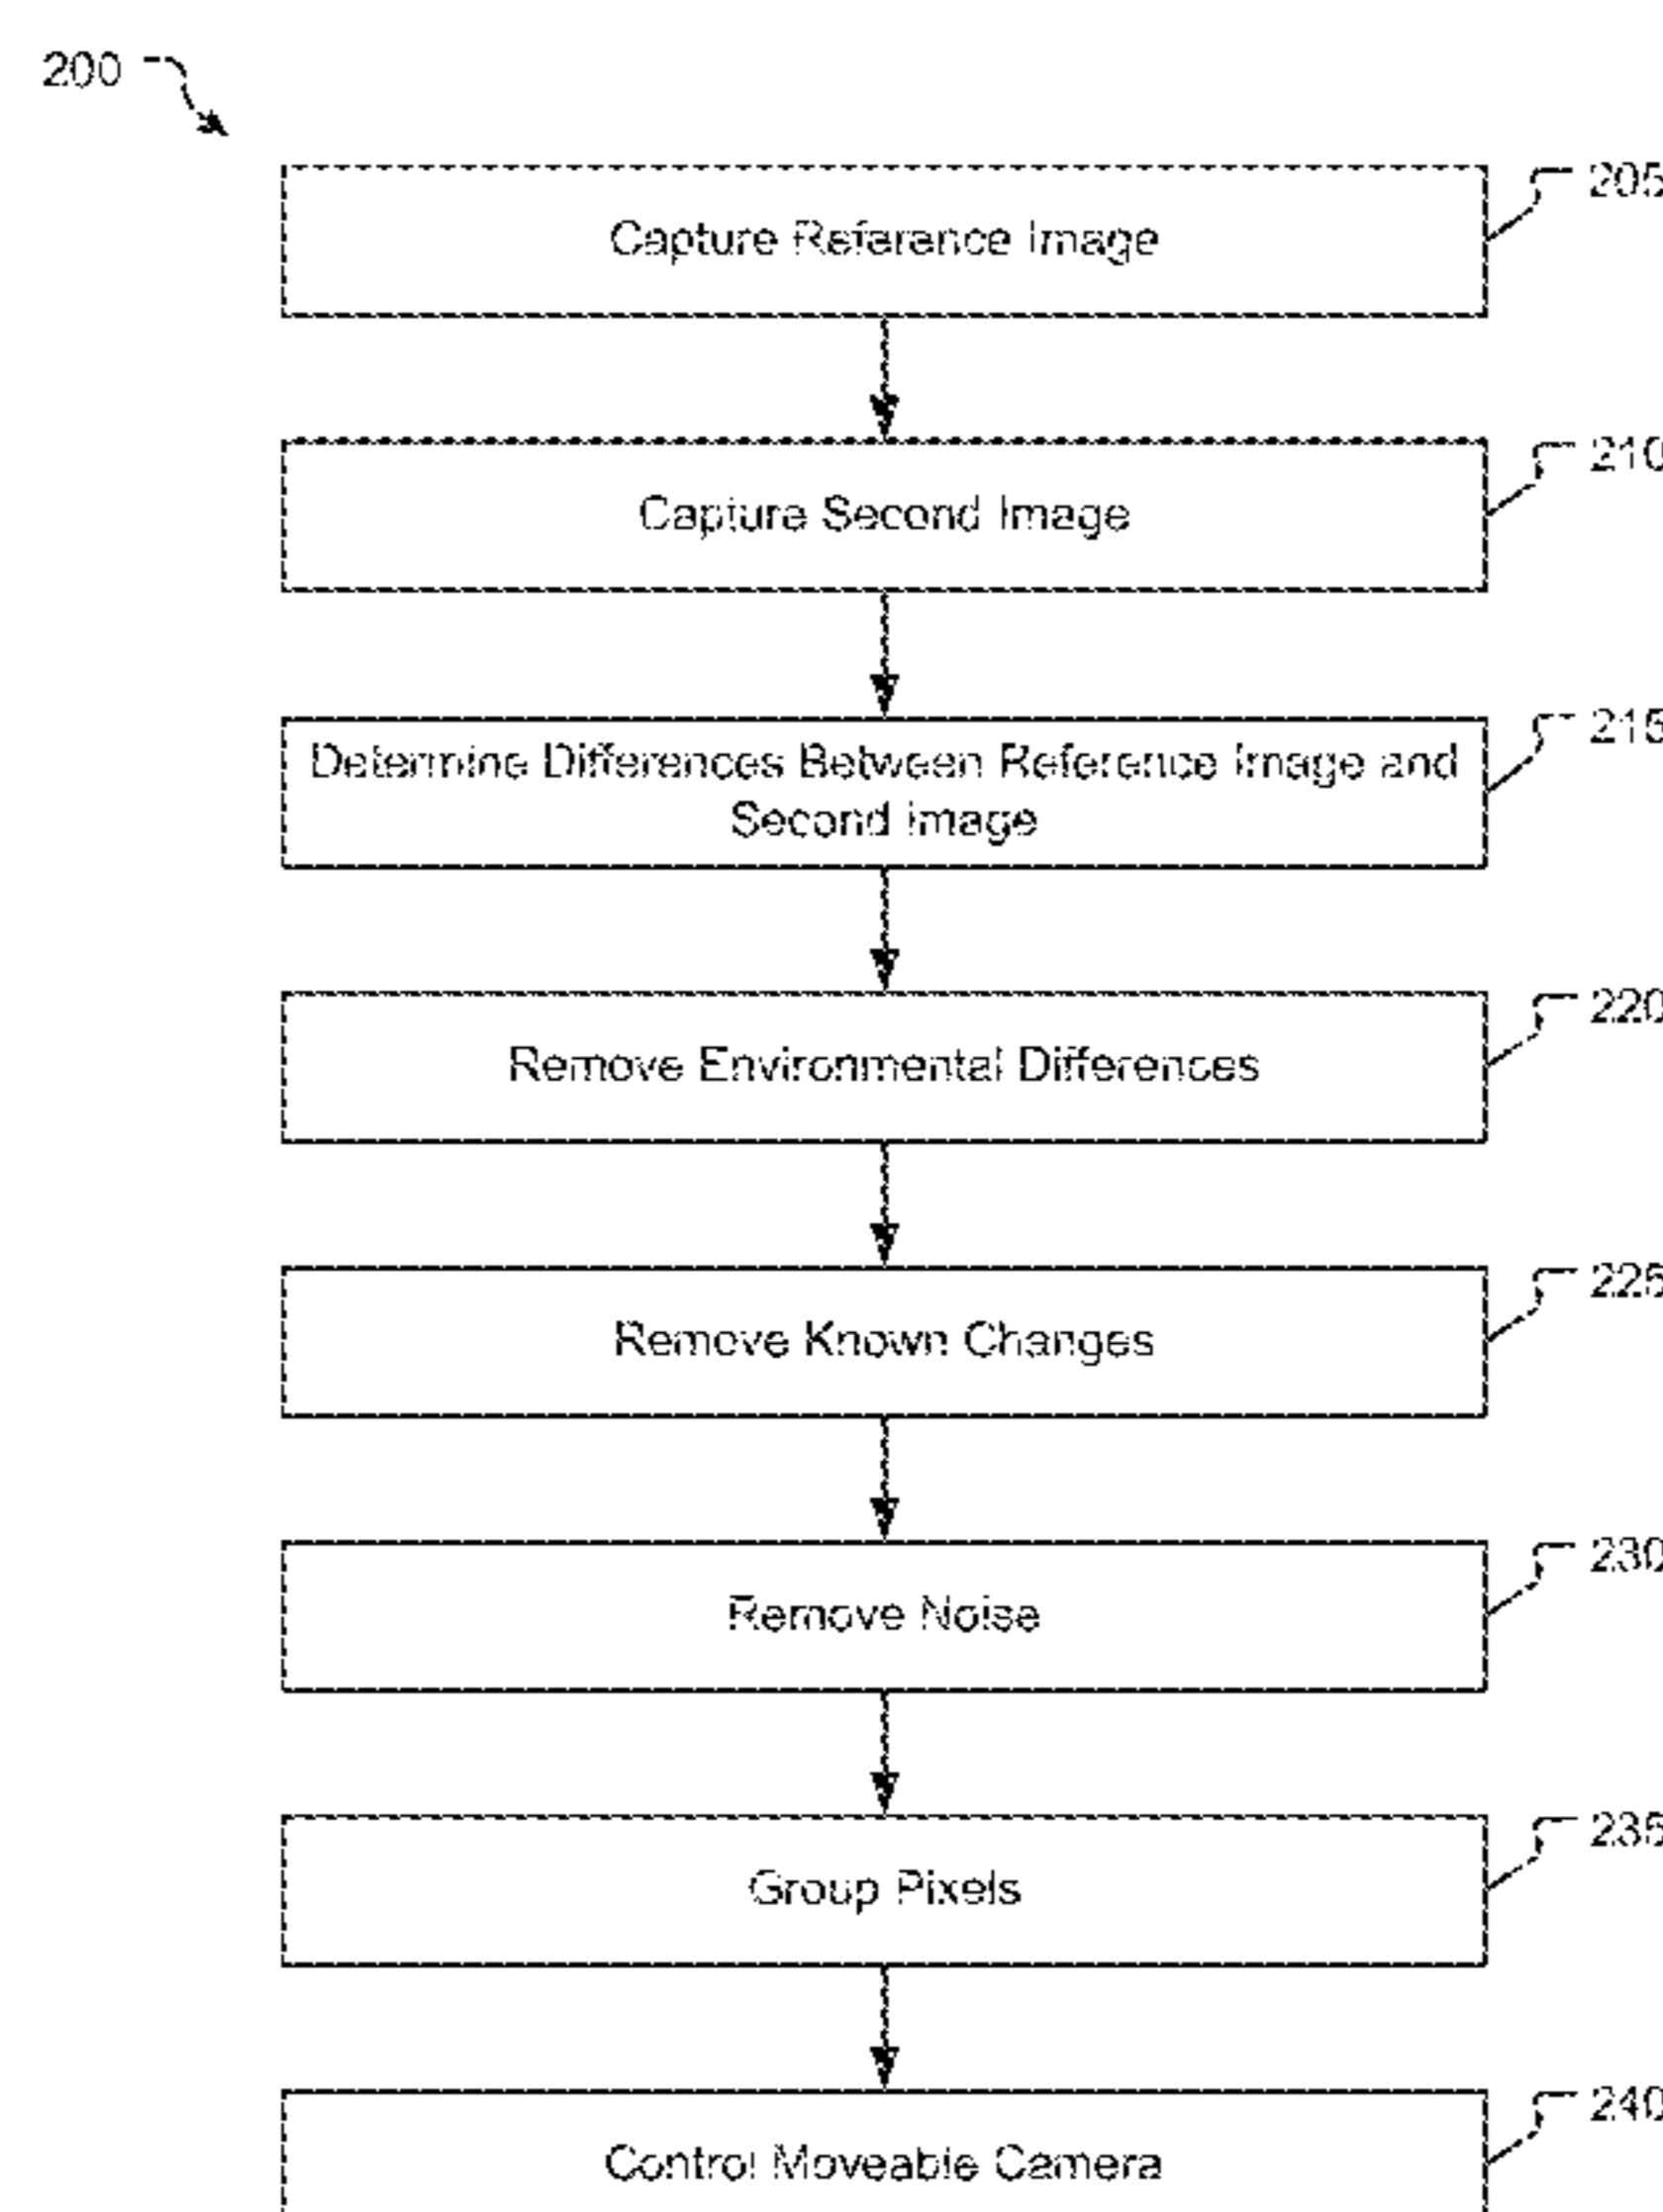 200
205
Capture Reference Image
210
Capture Second Image
215
Determine Differences Between Reference Image and
Second Image
220
Remove Environmental Differences
225
Remove Known Changes
230
Remove Noise
235
Group Pixels
240
Control Moveable Camera